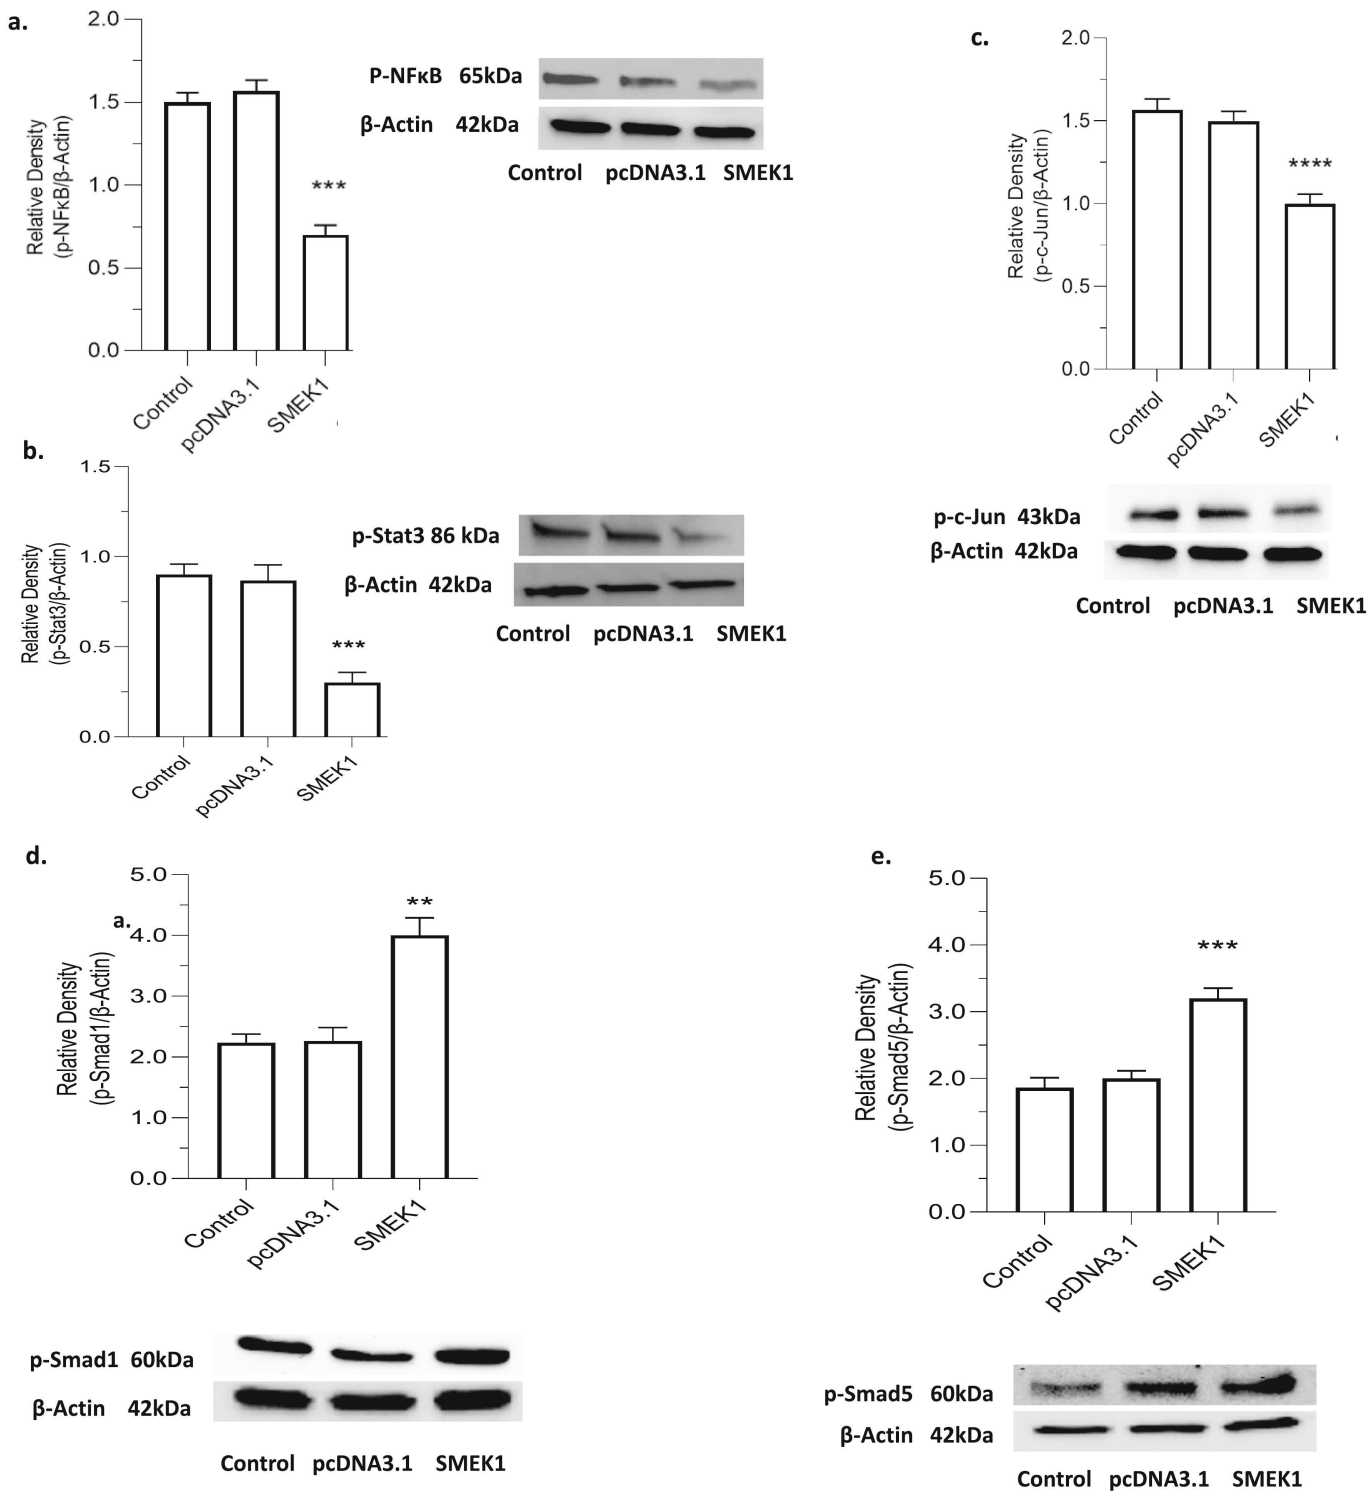 a.
2.0
1.5
1.0
0.5
0.0
Relative Density
(p-NFκB/β-Actin)
***
Control
pcDNA3.1
SMEK1
P-NFκB 65kDa
β-Actin 42kDa
Control pcDNA3.1 SMEK1
c.
2.0
1.5
1.0
0.5
0.0
Relative Density
(p-c-Jun/β-Actin)
****
Control
pcDNA3.1
SMEK1
p-c-Jun 43kDa
β-Actin 42kDa
Control pcDNA3.1 SMEK1
b.
1.5
1.0
0.5
0.0
Relative Density
(p-Stat3/β-Actin)
***
Control
pcDNA3.1
SMEK1
p-Stat3 86 kDa
β-Actin 42kDa
Control pcDNA3.1 SMEK1
d.
a.
5.0
4.0
3.0
2.0
1.0
0.0
Relative Density
(p-Smad1/β-Actin)
**
Control
pcDNA3.1
SMEK1
p-Smad1 60kDa
β-Actin 42kDa
Control pcDNA3.1 SMEK1
e.
5.0
4.0
3.0
2.0
1.0
0.0
Relative Density
(p-Smad5/β-Actin)
***
Control
pcDNA3.1
SMEK1
p-Smad5 60kDa
β-Actin 42kDa
Control pcDNA3.1 SMEK1